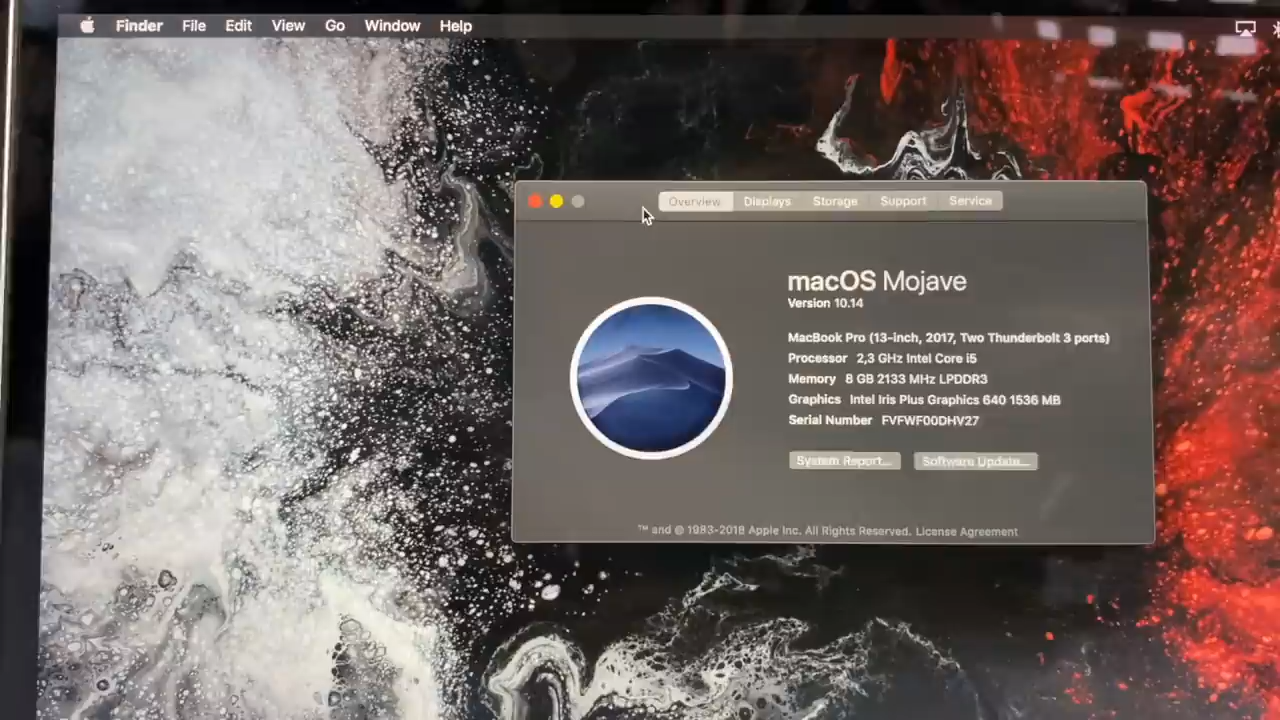 Finder File Edit View Go Window Help
Overview Displays Storage Support Service
macOS Mojave
Version 10.14
MacBook Pro (13-inch, 2017, Two Thunderbolt 3 ports)
Processor 2,3 GHz Intel Core i5
Memory 8 GB 2133 MHz LPDDR3
Graphics Intel Iris Plus Graphics 640 1536 MB
Serial Number FVFWF00DHV27
System Report... Software Update...
™ and © 1983-2018 Apple Inc. All Rights Reserved. License Agreement